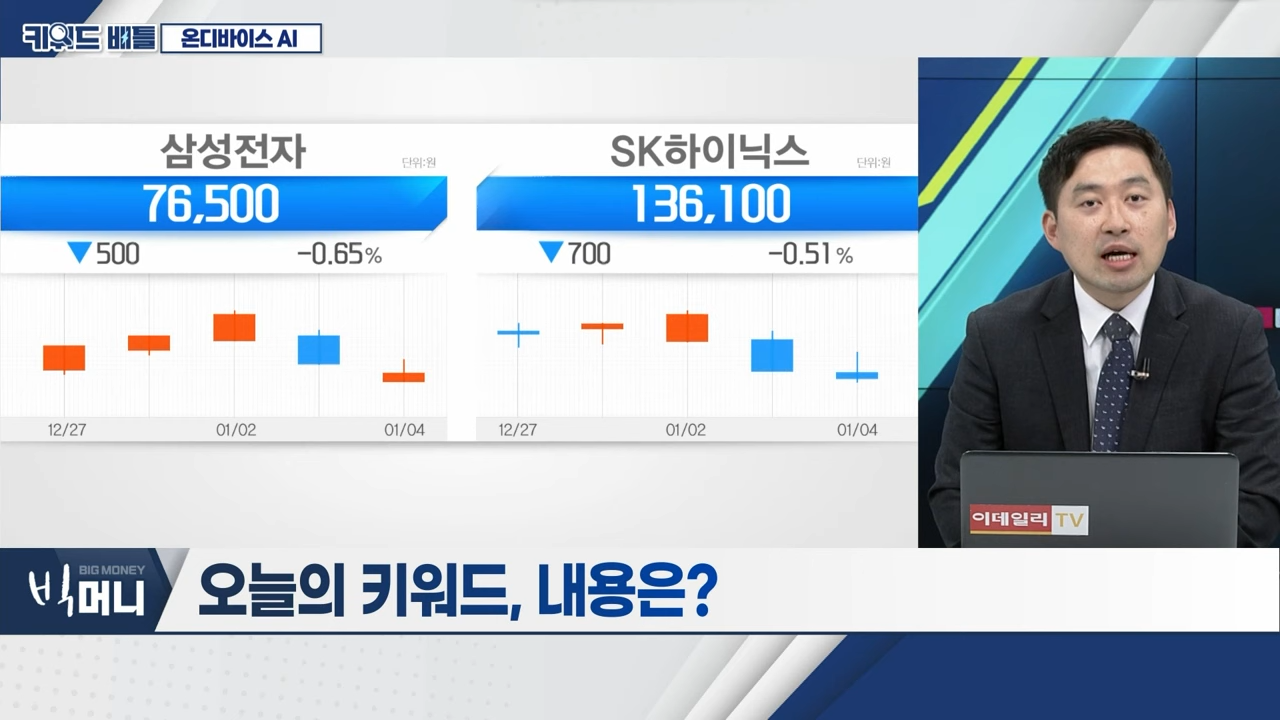 키워드 배틀 온디바이스 AI
삼성전자
단위:원
76,500
▼500 -0.65%
12/27 01/02 01/04
SK하이닉스
단위:원
136,100
▼700 -0.51%
12/27 01/02 01/04
이데일리 TV
BIG MONEY
빅머니
오늘의 키워드, 내용은?